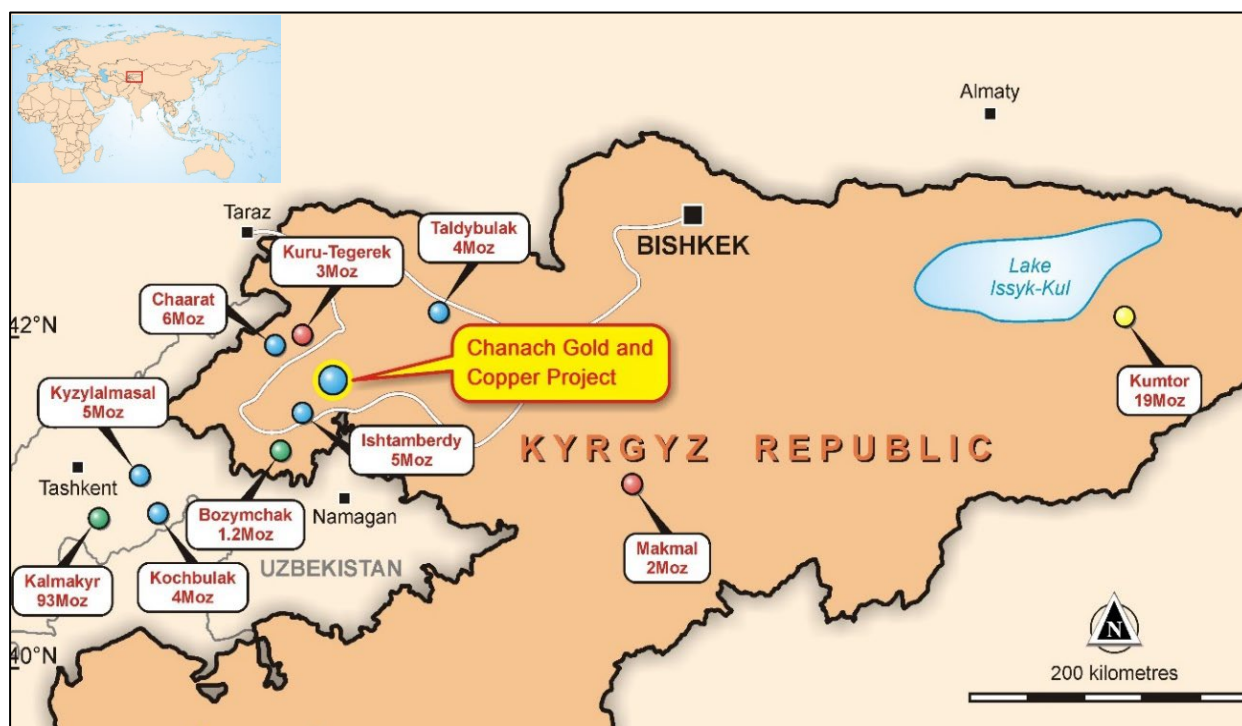 Almaty
Taraz
Kuru-Tegerek
3Moz
Taldybulak
4Moz
BISHKEK
Lake
Issyk-Kul
Chaarat
6Moz
42°N
Chanach Gold and
Copper Project
Kumtor
19Moz
Kyzylalmasal
5Moz
Ishtamberdy
5Moz
KYRGYZ REPUBLIC
Tashkent
Bozymchak
1.2Moz
Namagan
Makmal
2Moz
UZBEKISTAN
Kalmakyr
93Moz
Kochbulak
4Moz
N
40°N
200 kilometres